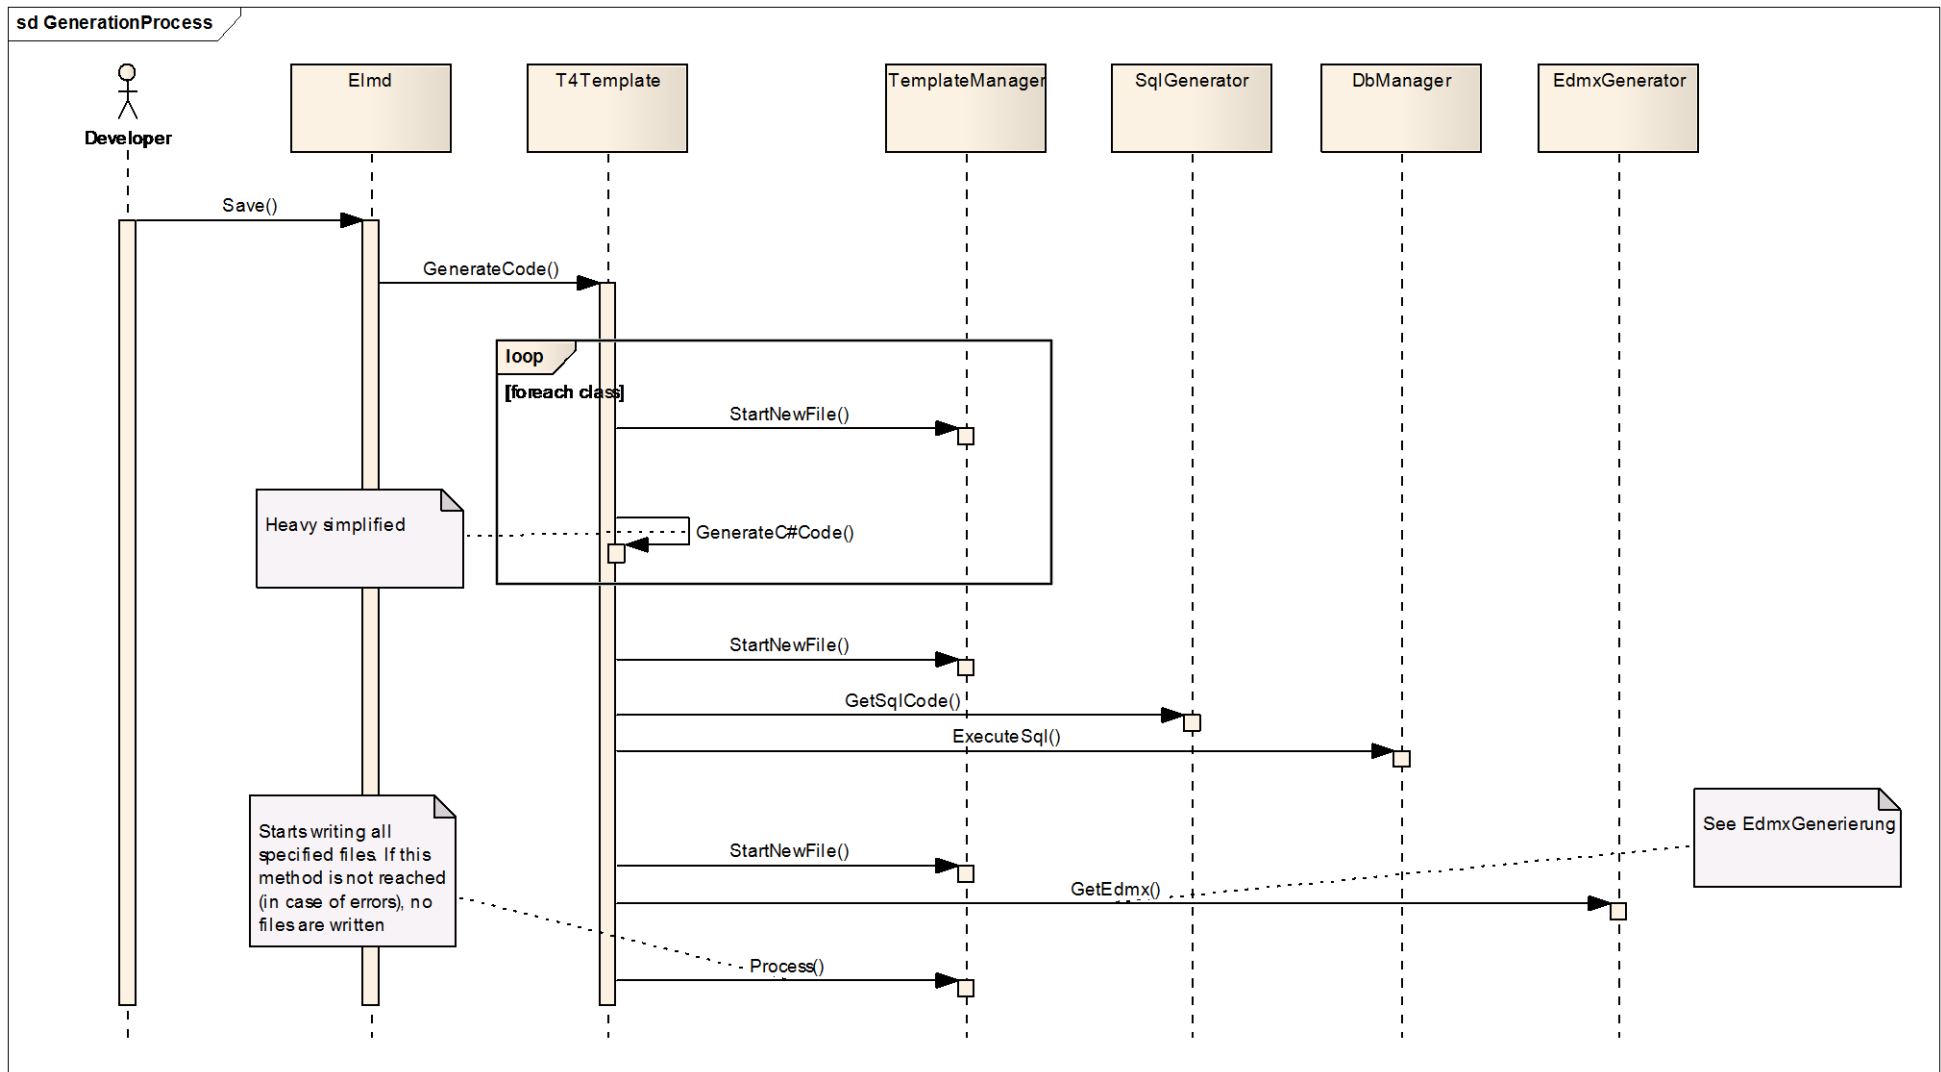 sd GenerationProcess
Developer
Elmd
T4Template
TemplateManager
SqlGenerator
DbManager
EdmxGenerator
Save()
GenerateCode()
loop
[foreach class]
StartNewFile()
Heavy simplified
GenerateC#Code()
StartNewFile()
GetSqlCode()
ExecuteSql()
Starts writing all
specified files. If this
method is not reached
(in case of errors), no
files are written
See EdmxGenerierung
StartNewFile()
GetEdmx()
Process()